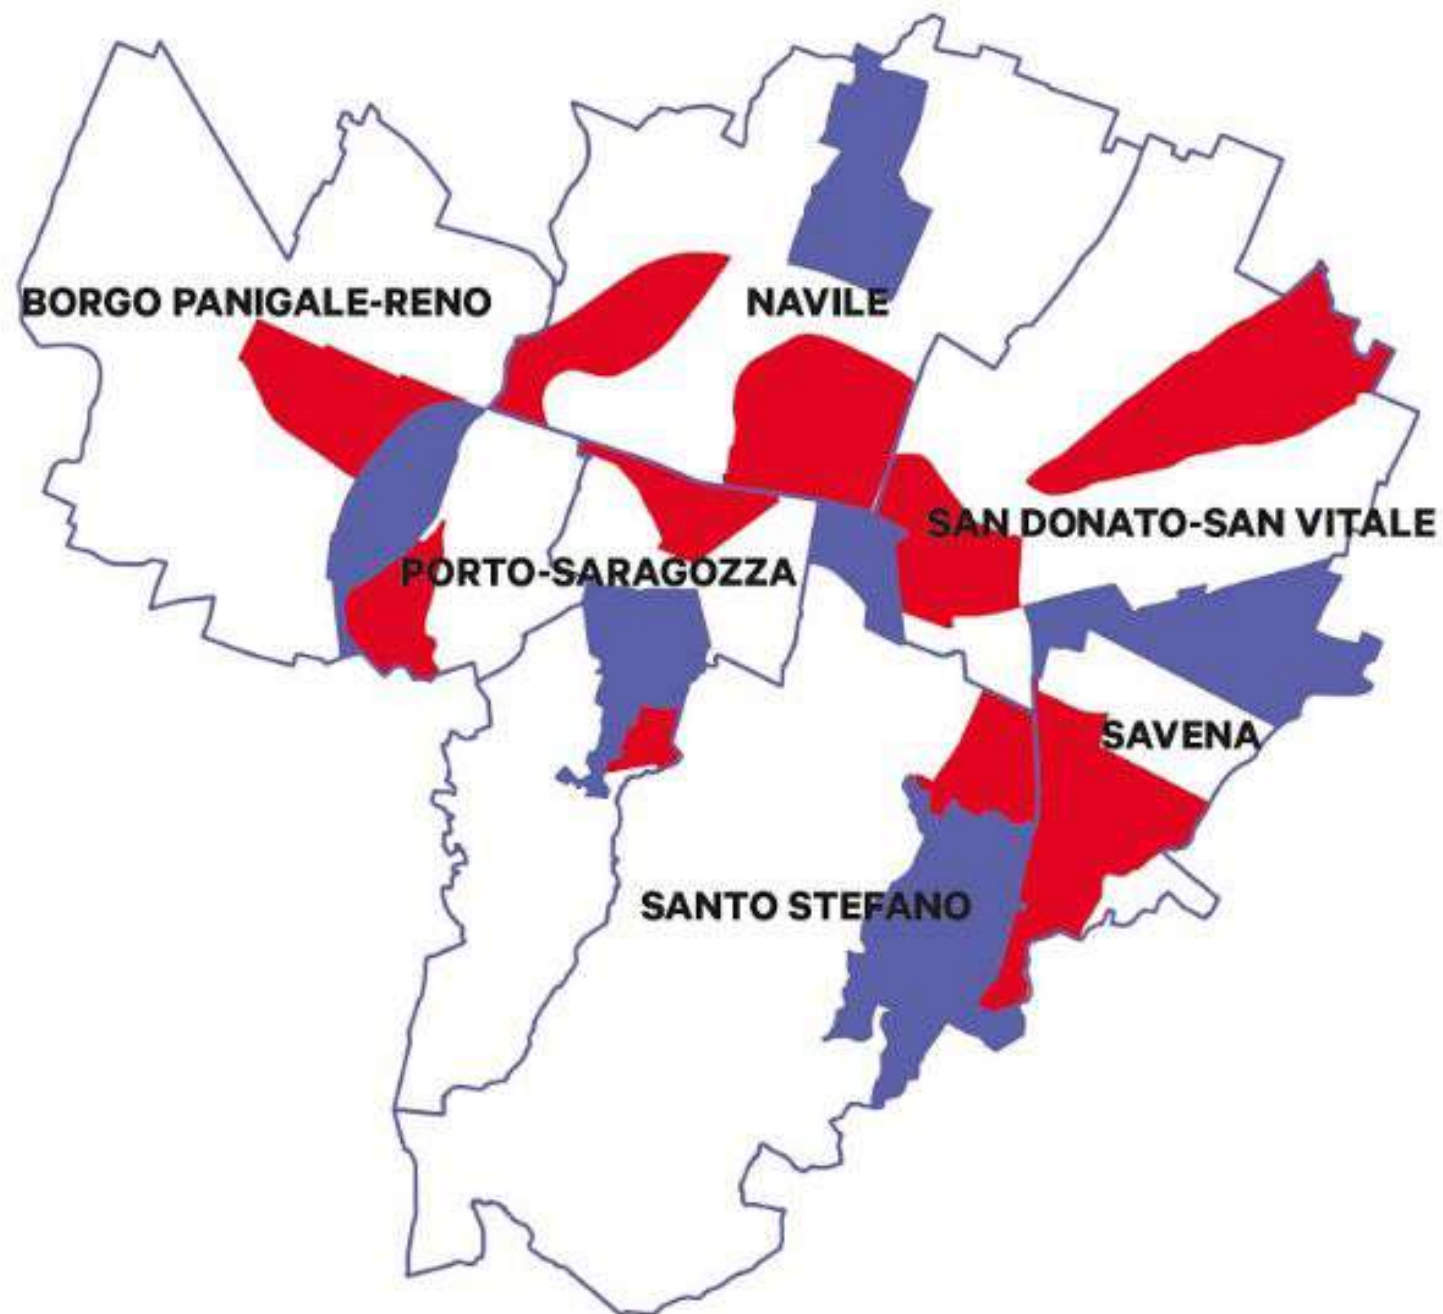 BORGO PANIGALE-RENO
NAVILE
SAN DONATO-SAN VITALE
PORTO-SARAGOZZA
SAVENA
SANTO STEFANO